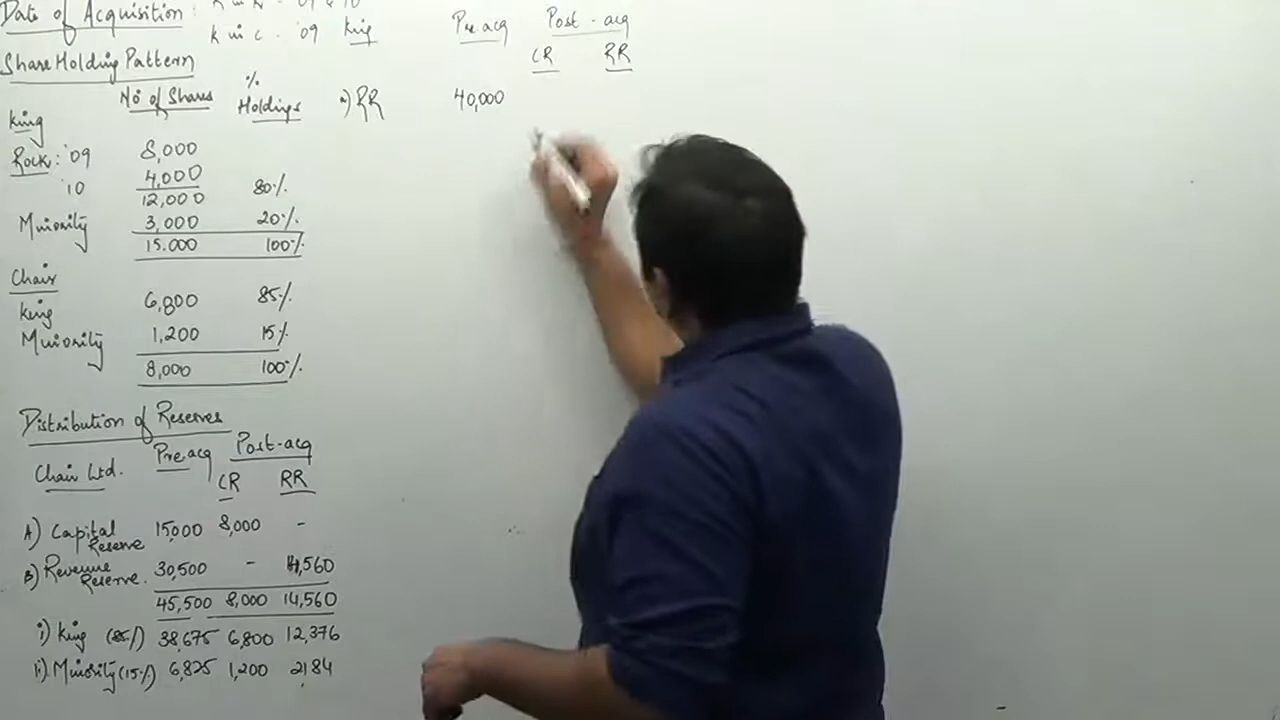 Date of Acquisition :
K in C - '09
Share Holding Pattern
No of Shares % Holdings
King
Rock: '09 8,000
'10 4,000
12,000 80%
Minority 3,000 20%
15.000 100%
Chair
King 6,800 85%
Minority 1,200 15%
8,000 100%
Distribution of Reserves
Chair Ltd. Pre acq Post-acq
CR RR
A) Capital Reserve 15,000 8,000 -
B) Revenue Reserve. 30,500 - 14,560
45,500 8,000 14,560
i) King (85%) 38,675 6,800 12,376
ii) Minority (15%) 6,825 1,200 2,184
King Pre acq Post - acq
CR RR
a) RR 40,000